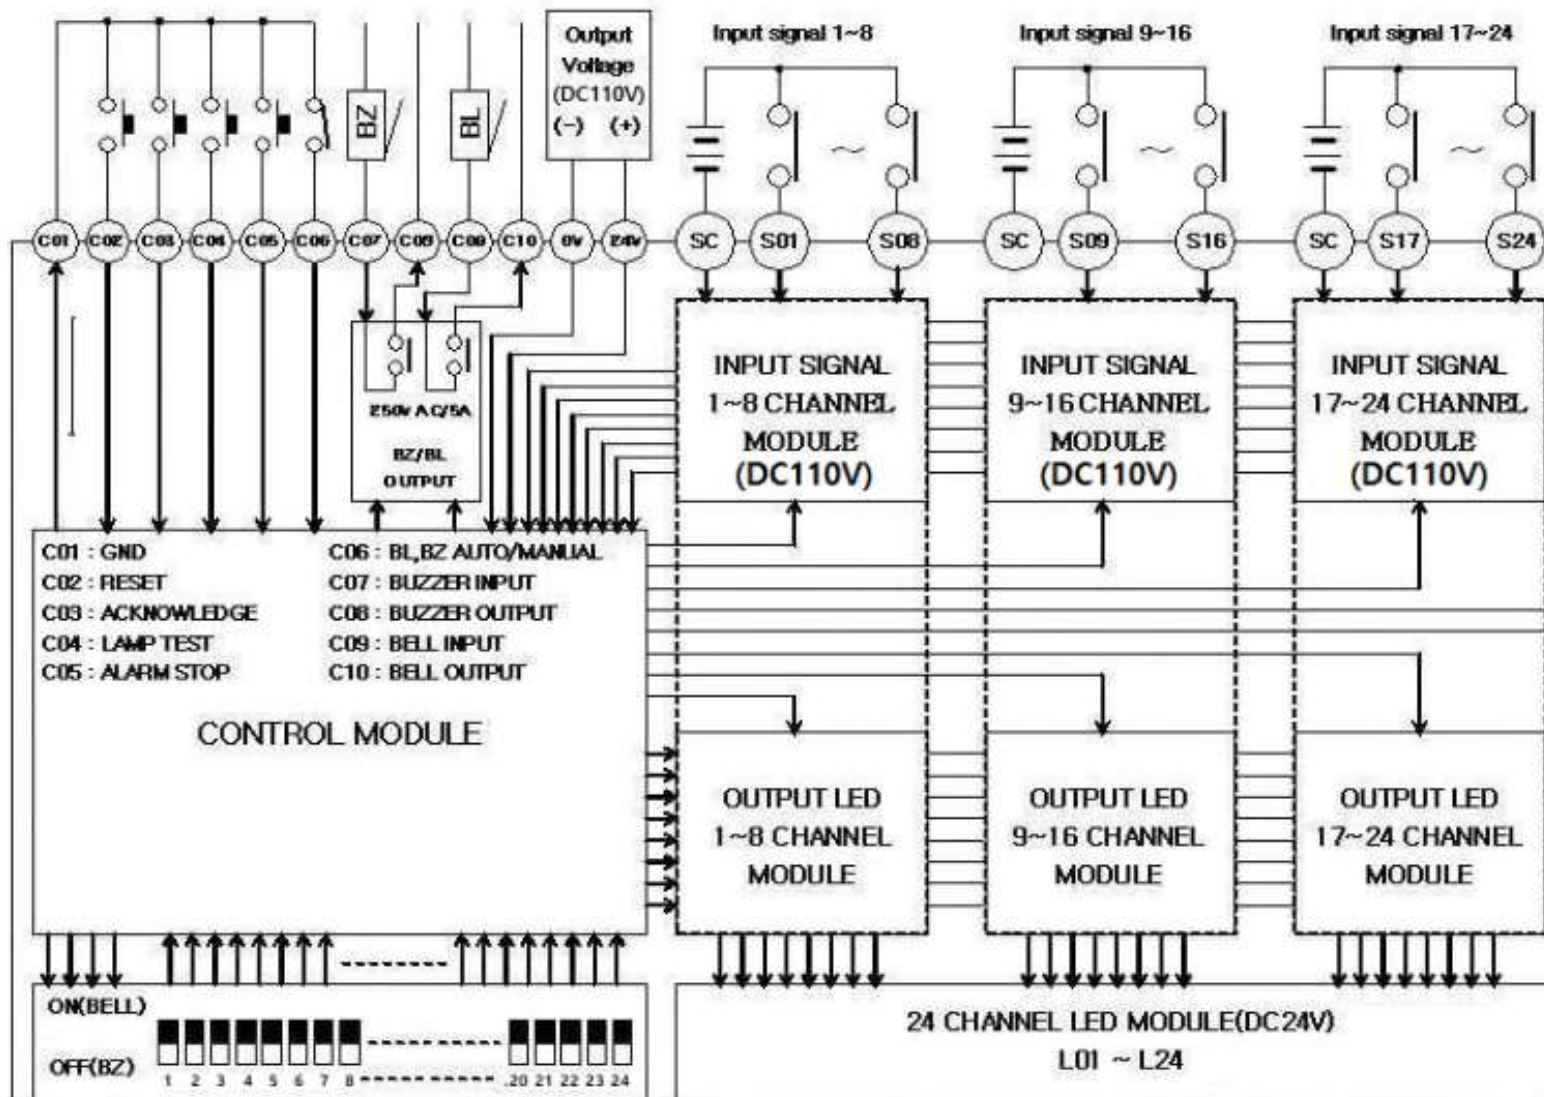 Output
Voltage
(DC110V)
(-) (+)
Input signal 1~8
Input signal 9~16
Input signal 17~24
BZ
BL
~
~
~
C01 C02 C03 C04 C05 C06 C07 C09 C08 C10 0V 24V SC S01 S08 SC S09 S16 SC S17 S24
250V AC/5A
BZ/BL
OUTPUT
INPUT SIGNAL
1~8 CHANNEL
MODULE
(DC110V)
INPUT SIGNAL
9~16 CHANNEL
MODULE
(DC110V)
INPUT SIGNAL
17~24 CHANNEL
MODULE
(DC110V)
C01 : GND
C02 : RESET
C03 : ACKNOWLEDGE
C04 : LAMP TEST
C05 : ALARM STOP
C06 : BL,BZ AUTO/MANUAL
C07 : BUZZER INPUT
C08 : BUZZER OUTPUT
C09 : BELL INPUT
C10 : BELL OUTPUT
CONTROL MODULE
OUTPUT LED
1~8 CHANNEL
MODULE
OUTPUT LED
9~16 CHANNEL
MODULE
OUTPUT LED
17~24 CHANNEL
MODULE
ON(BELL)
OFF(BZ)
1 2 3 4 5 6 7 8 20 21 22 23 24
24 CHANNEL LED MODULE(DC24V)
L01 ~ L24